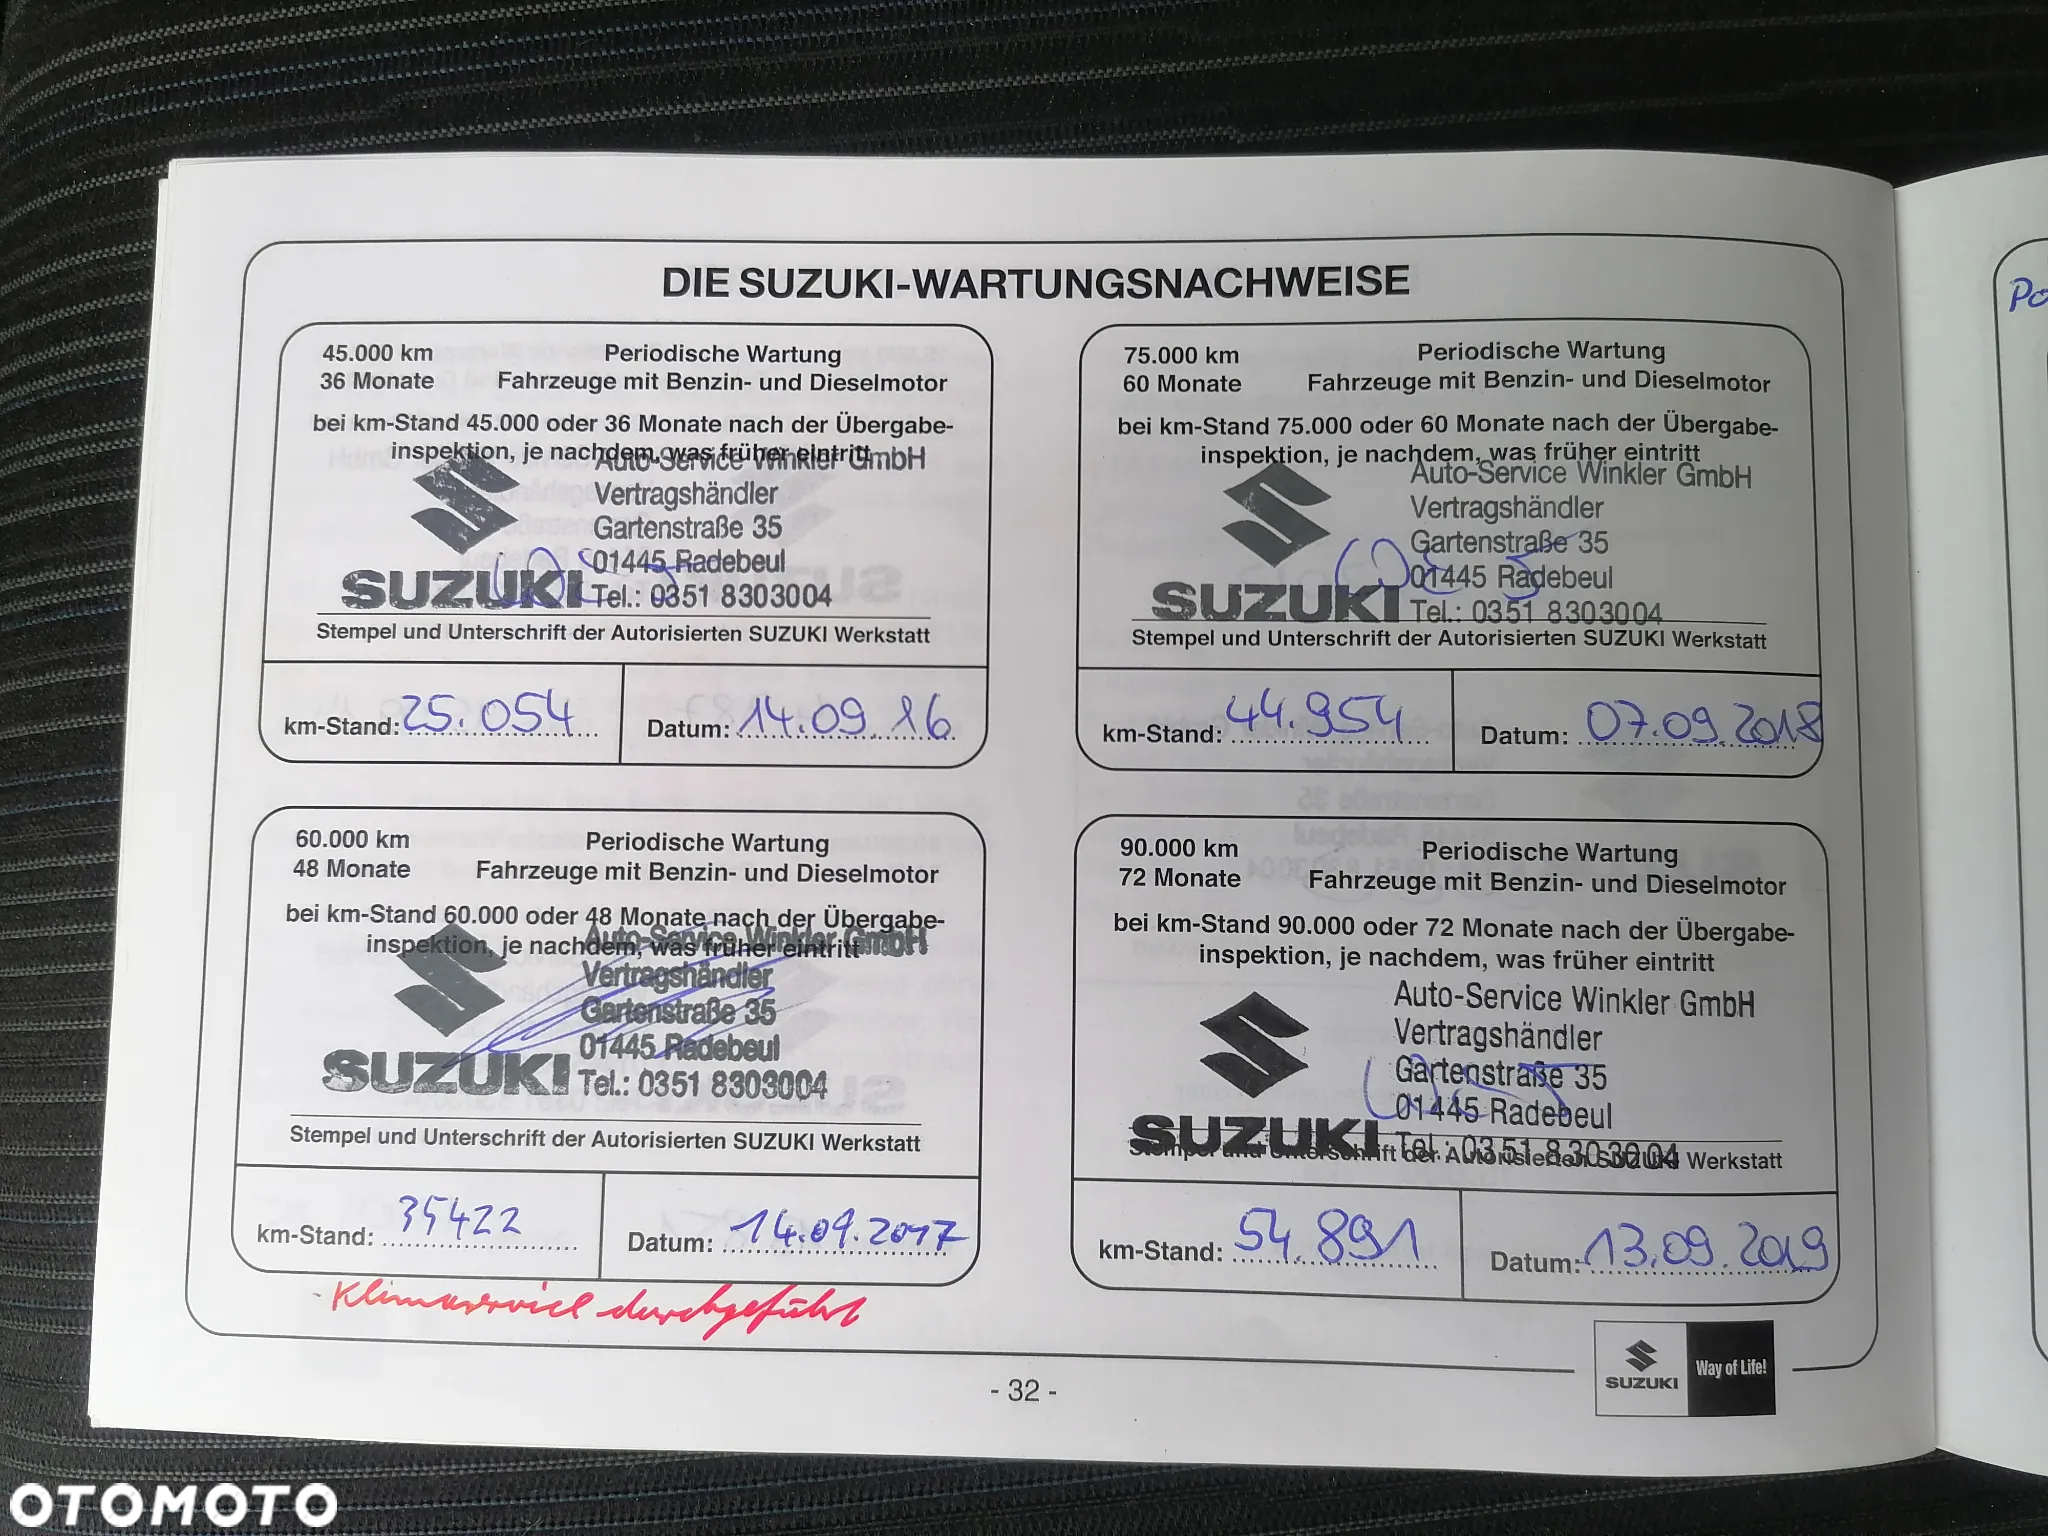 DIE SUZUKI-WARTUNGSNACHWEISE
45.000 km Periodische Wartung
36 Monate Fahrzeuge mit Benzin- und Dieselmotor
bei km-Stand 45.000 oder 36 Monate nach der Übergabe-
inspektion, je nachdem, was früher eintritt
Auto-Service Winkler GmbH
Vertragshändler
Gartenstraße 35
01445 Radebeul
SUZUKI Tel.: 0351 8303004
Stempel und Unterschrift der Autorisierten SUZUKI Werkstatt
km-Stand: 25.054 Datum: 14.09.16
60.000 km Periodische Wartung
48 Monate Fahrzeuge mit Benzin- und Dieselmotor
bei km-Stand 60.000 oder 48 Monate nach der Übergabe-
inspektion, je nachdem, was früher eintritt
Auto-Service Winkler GmbH
Vertragshändler
Gartenstraße 35
01445 Radebeul
SUZUKI Tel.: 0351 8303004
Stempel und Unterschrift der Autorisierten SUZUKI Werkstatt
km-Stand: 35422 Datum: 14.09.2017
- Klimaservice durchgeführt
75.000 km Periodische Wartung
60 Monate Fahrzeuge mit Benzin- und Dieselmotor
bei km-Stand 75.000 oder 60 Monate nach der Übergabe-
inspektion, je nachdem, was früher eintritt
Auto-Service Winkler GmbH
Vertragshändler
Gartenstraße 35
01445 Radebeul
SUZUKI Tel.: 0351 8303004
Stempel und Unterschrift der Autorisierten SUZUKI Werkstatt
km-Stand: 44.954 Datum: 07.09.2018
90.000 km Periodische Wartung
72 Monate Fahrzeuge mit Benzin- und Dieselmotor
bei km-Stand 90.000 oder 72 Monate nach der Übergabe-
inspektion, je nachdem, was früher eintritt
Auto-Service Winkler GmbH
Vertragshändler
Gartenstraße 35
01445 Radebeul
SUZUKI Tel.: 0351 8303004
Stempel und Unterschrift der Autorisierten SUZUKI Werkstatt
km-Stand: 54.891 Datum: 13.09.2019
SUZUKI Way of Life!
- 32 -
OTOMOTO